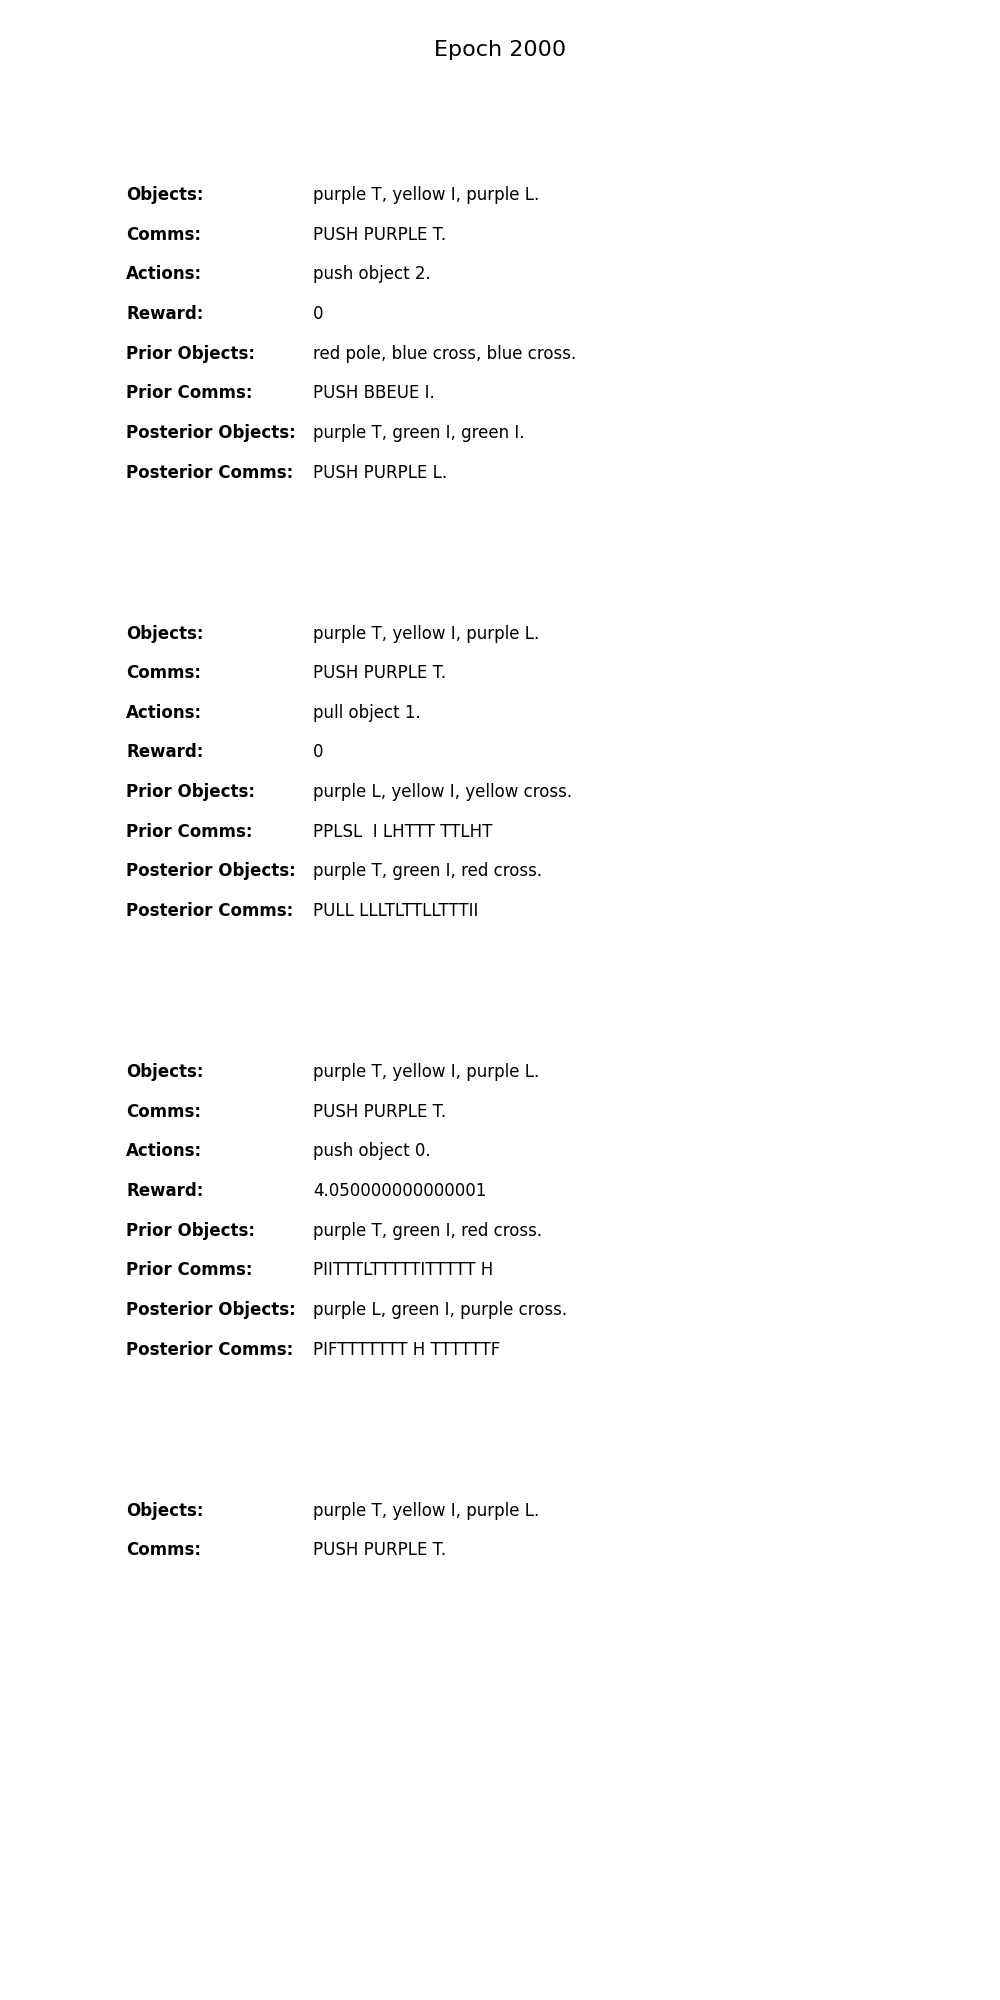 Epoch 2000
Objects: purple T, yellow I, purple L.
Comms: PUSH PURPLE T.
Actions: push object 2.
Reward: 0
Prior Objects: red pole, blue cross, blue cross.
Prior Comms: PUSH BBEUE I.
Posterior Objects: purple T, green I, green I.
Posterior Comms: PUSH PURPLE L.
Objects: purple T, yellow I, purple L.
Comms: PUSH PURPLE T.
Actions: pull object 1.
Reward: 0
Prior Objects: purple L, yellow I, yellow cross.
Prior Comms: PPLSL  I LHTTT TTLHT
Posterior Objects: purple T, green I, red cross.
Posterior Comms: PULL LLLTLTTLLTTTII
Objects: purple T, yellow I, purple L.
Comms: PUSH PURPLE T.
Actions: push object 0.
Reward: 4.050000000000001
Prior Objects: purple T, green I, red cross.
Prior Comms: PIITTTLTTTTTITTTTT H
Posterior Objects: purple L, green I, purple cross.
Posterior Comms: PIFTTTTTTT H TTTTTTF
Objects: purple T, yellow I, purple L.
Comms: PUSH PURPLE T.